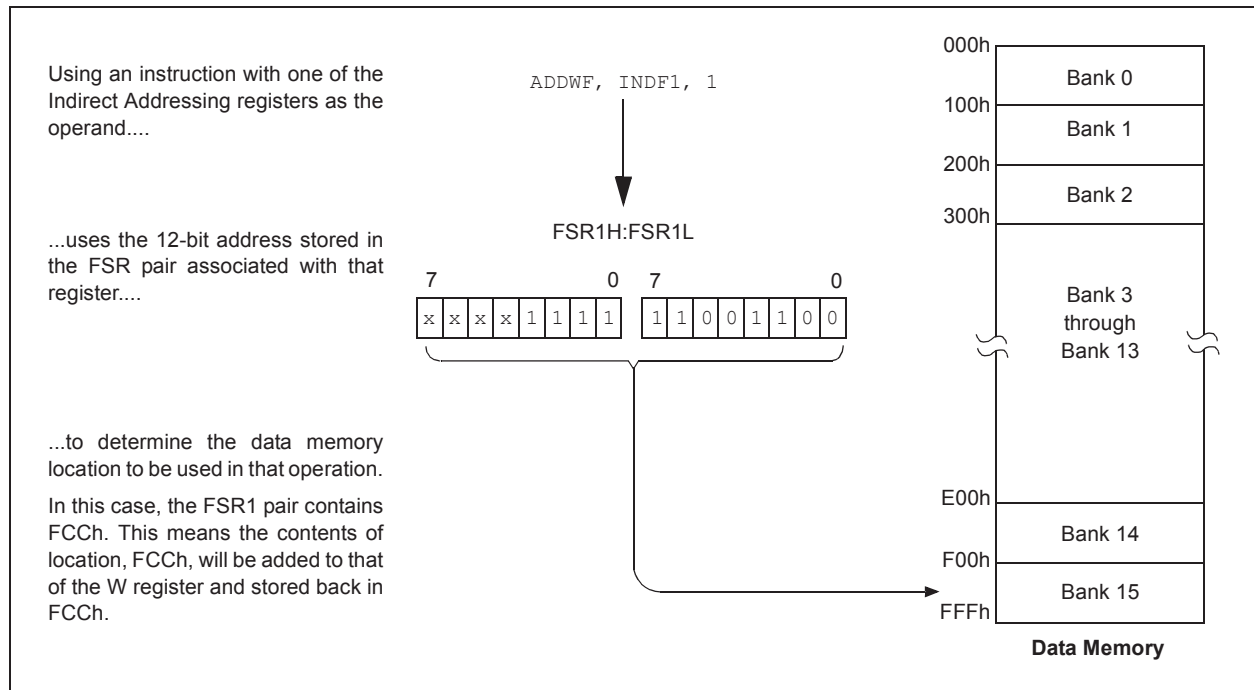 Using an instruction with one of the
Indirect Addressing registers as the
operand....
ADDWF, INDF1, 1
...uses the 12-bit address stored in
the FSR pair associated with that
register....
FSR1H:FSR1L
7 0 7 0
x x x x 1 1 1 1 1 1 0 0 1 1 0 0
...to determine the data memory
location to be used in that operation.
In this case, the FSR1 pair contains
FCCh. This means the contents of
location, FCCh, will be added to that
of the W register and stored back in
FCCh.
000h
Bank 0
100h
Bank 1
200h
Bank 2
300h
Bank 3
through
Bank 13
E00h
Bank 14
F00h
Bank 15
FFFh
Data Memory